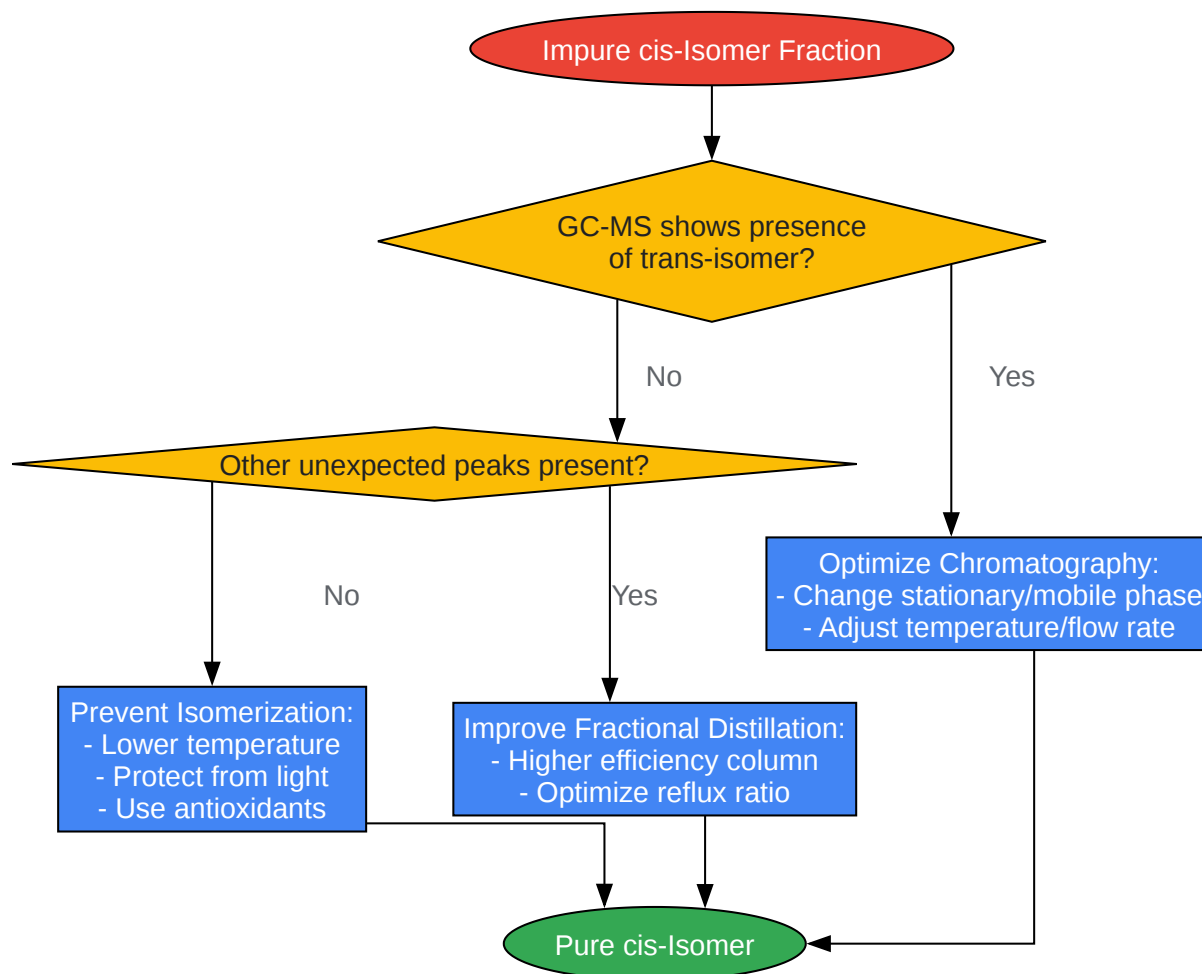 Impure cis-Isomer Fraction
GC-MS shows presence
of trans-isomer?
No
Yes
Other unexpected peaks present?
No
Yes
Optimize Chromatography:
- Change stationary/mobile phase
- Adjust temperature/flow rate
Prevent Isomerization:
- Lower temperature
- Protect from light
- Use antioxidants
Improve Fractional Distillation:
- Higher efficiency column
- Optimize reflux ratio
Pure cis-Isomer